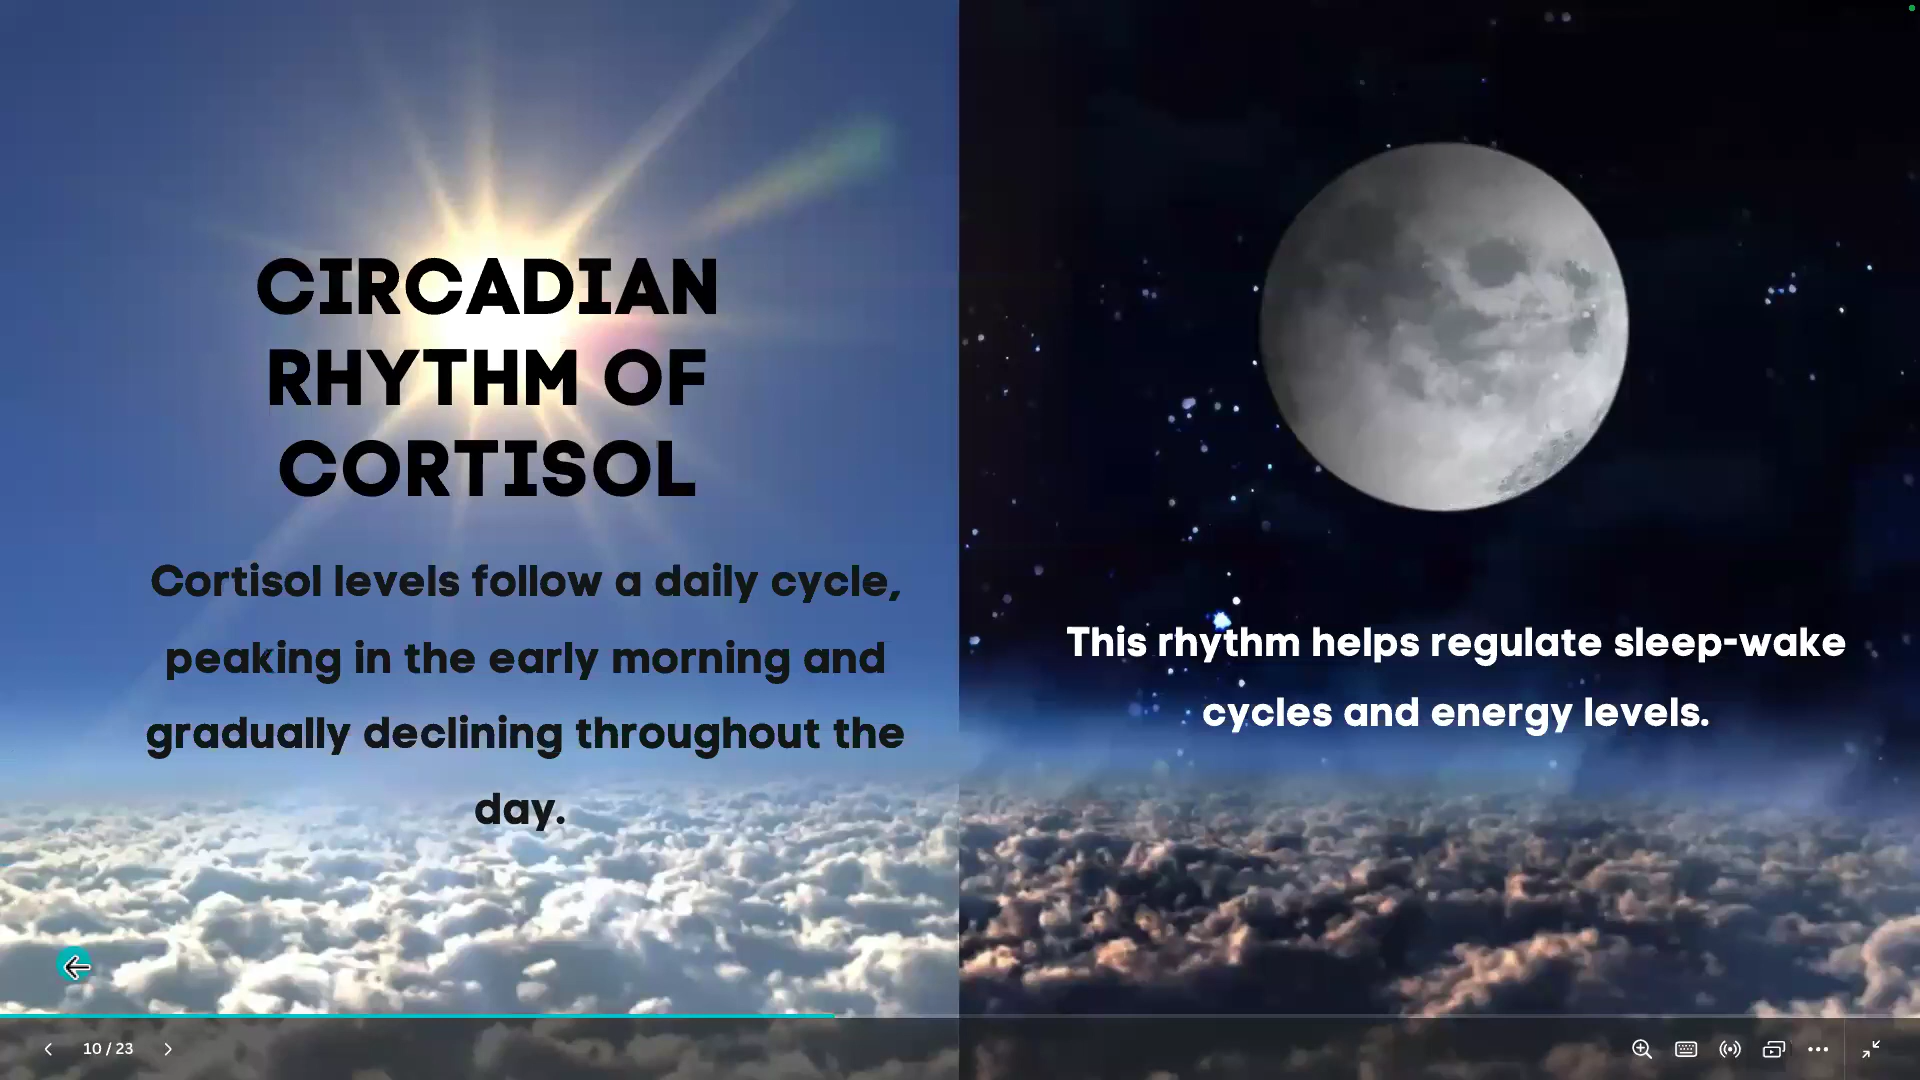 CIRCADIAN
RHYTHM OF
CORTISOL
Cortisol levels follow a daily cycle,
peaking in the early morning and
gradually declining throughout the
day.
This rhythm helps regulate sleep-wake
cycles and energy levels.
10 / 23